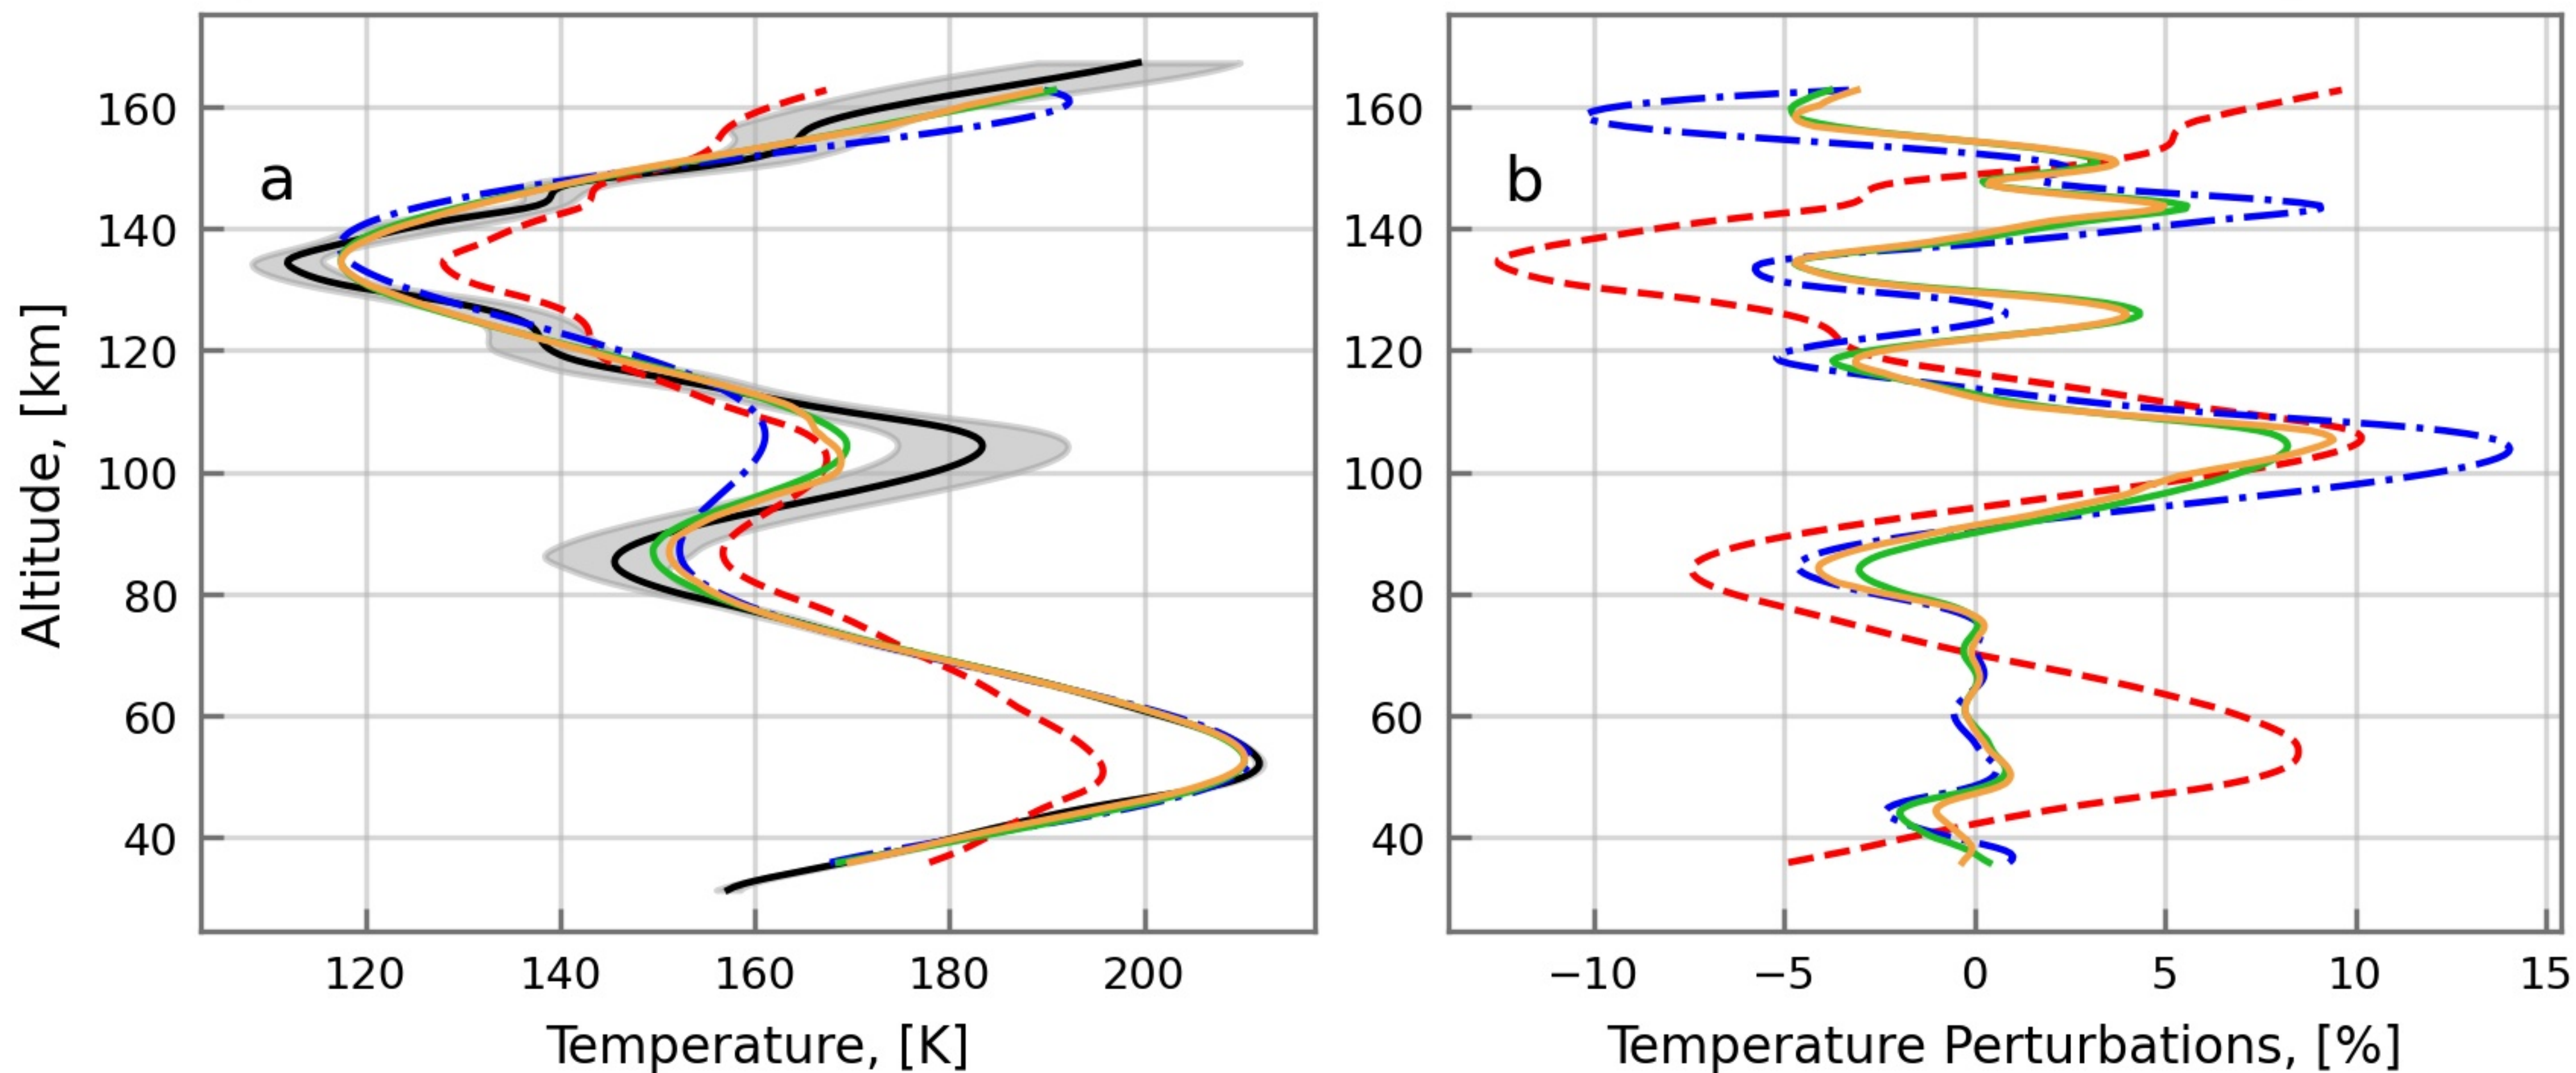 a
160
140
120
100
80
60
40
Altitude, [km]
120 140 160 180 200
Temperature, [K]
b
160
140
120
100
80
60
40
−10 −5 0 5 10 15
Temperature Perturbations, [%]